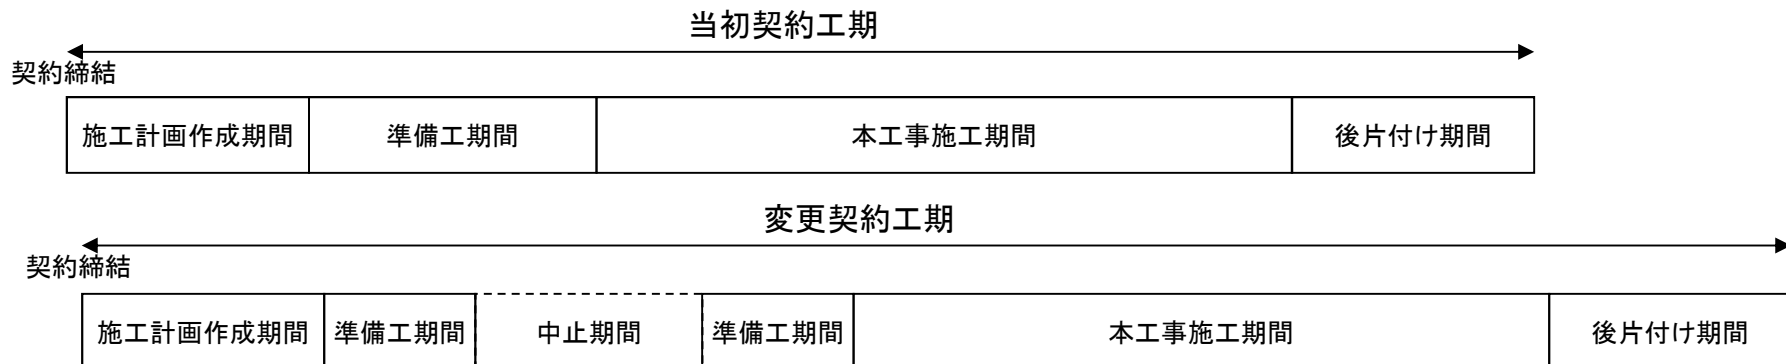 当初契約工期
契約締結
施工計画作成期間 準備工期間 本工事施工期間 後片付け期間
変更契約工期
契約締結
施工計画作成期間 準備工期間 中止期間 準備工期間 本工事施工期間 後片付け期間